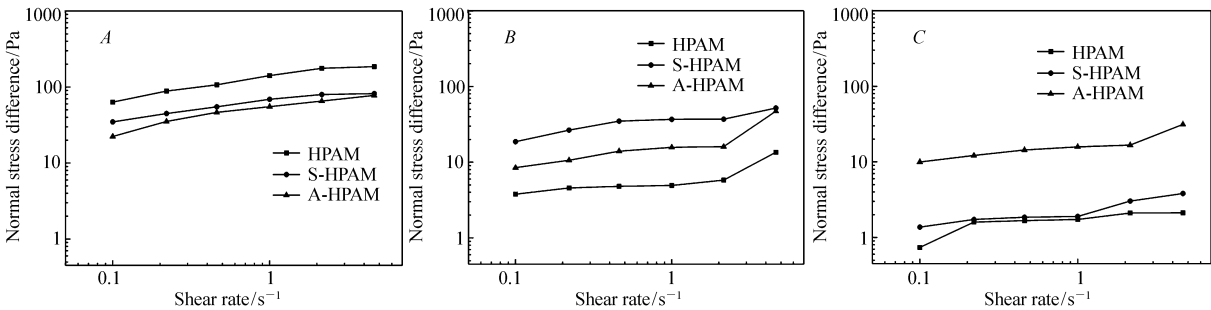 1000
100
10
1
Normal stress difference/Pa
A
HPAM
S-HPAM
A-HPAM
0.1
1
Shear rate/s⁻¹
1000
100
10
1
Normal stress difference/Pa
B
HPAM
S-HPAM
A-HPAM
0.1
1
Shear rate/s⁻¹
1000
100
10
1
Normal stress difference/Pa
C
HPAM
S-HPAM
A-HPAM
0.1
1
Shear rate/s⁻¹